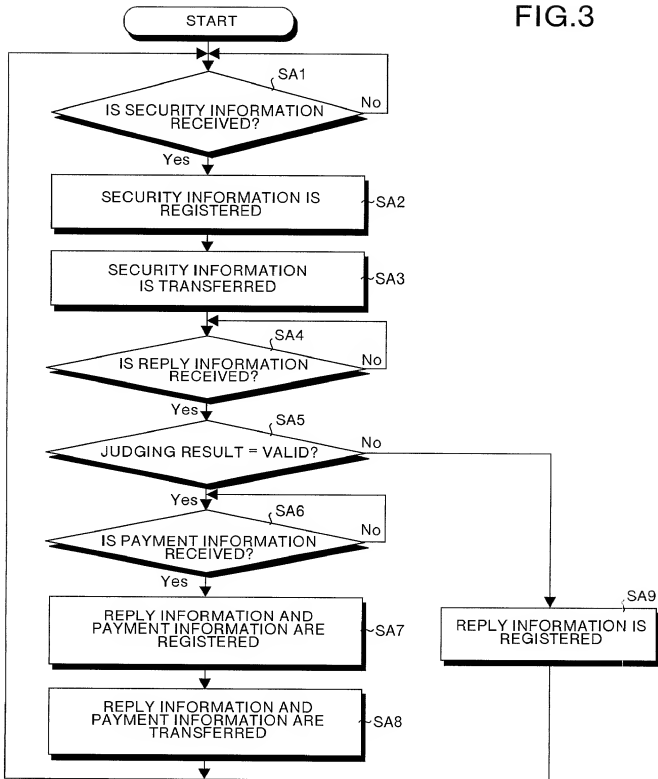 FIG.3
START
SA1
IS SECURITY INFORMATION
RECEIVED?
No
Yes
SECURITY INFORMATION IS
REGISTERED
SA2
SECURITY INFORMATION
IS TRANSFERRED
SA3
SA4
IS REPLY INFORMATION
RECEIVED?
No
Yes
SA5
JUDGING RESULT = VALID?
No
Yes
SA6
IS PAYMENT INFORMATION
RECEIVED?
No
Yes
REPLY INFORMATION AND
PAYMENT INFORMATION ARE
REGISTERED
SA7
SA9
REPLY INFORMATION IS
REGISTERED
REPLY INFORMATION AND
PAYMENT INFORMATION ARE
TRANSFERRED
SA8